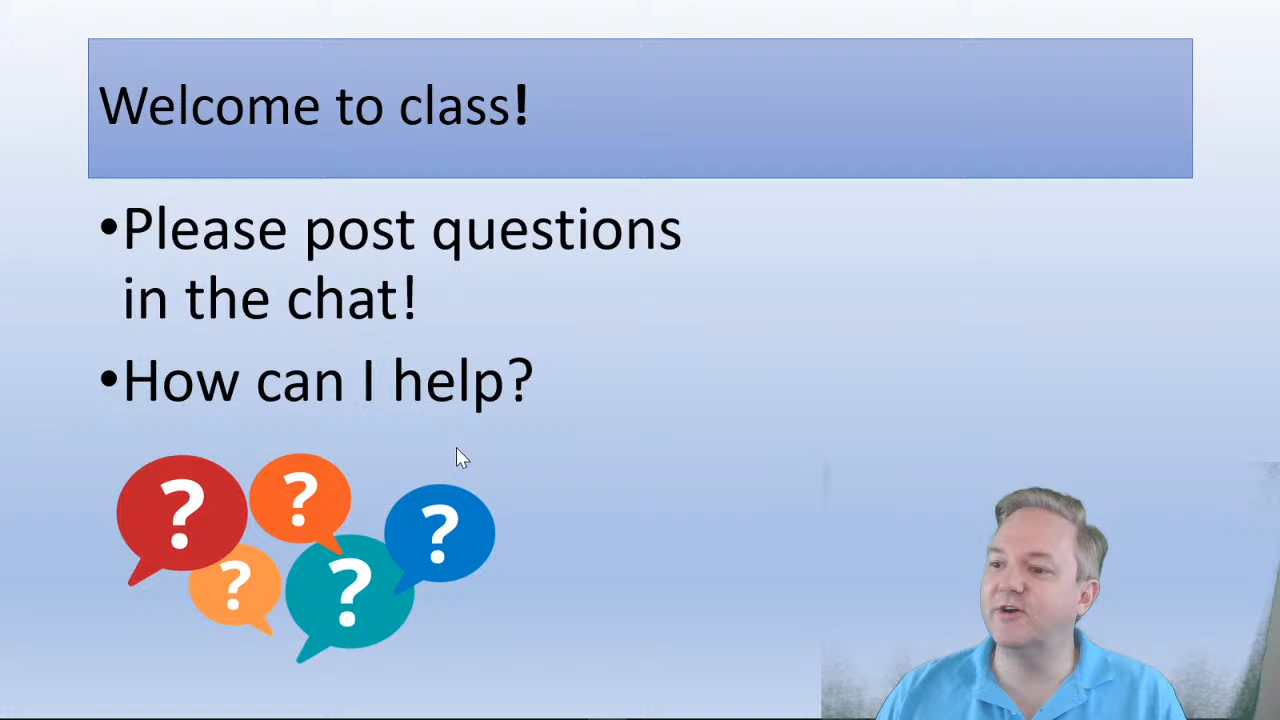 Welcome to class!
•Please post questions
in the chat!
•How can I help?
?
?
?
?
?